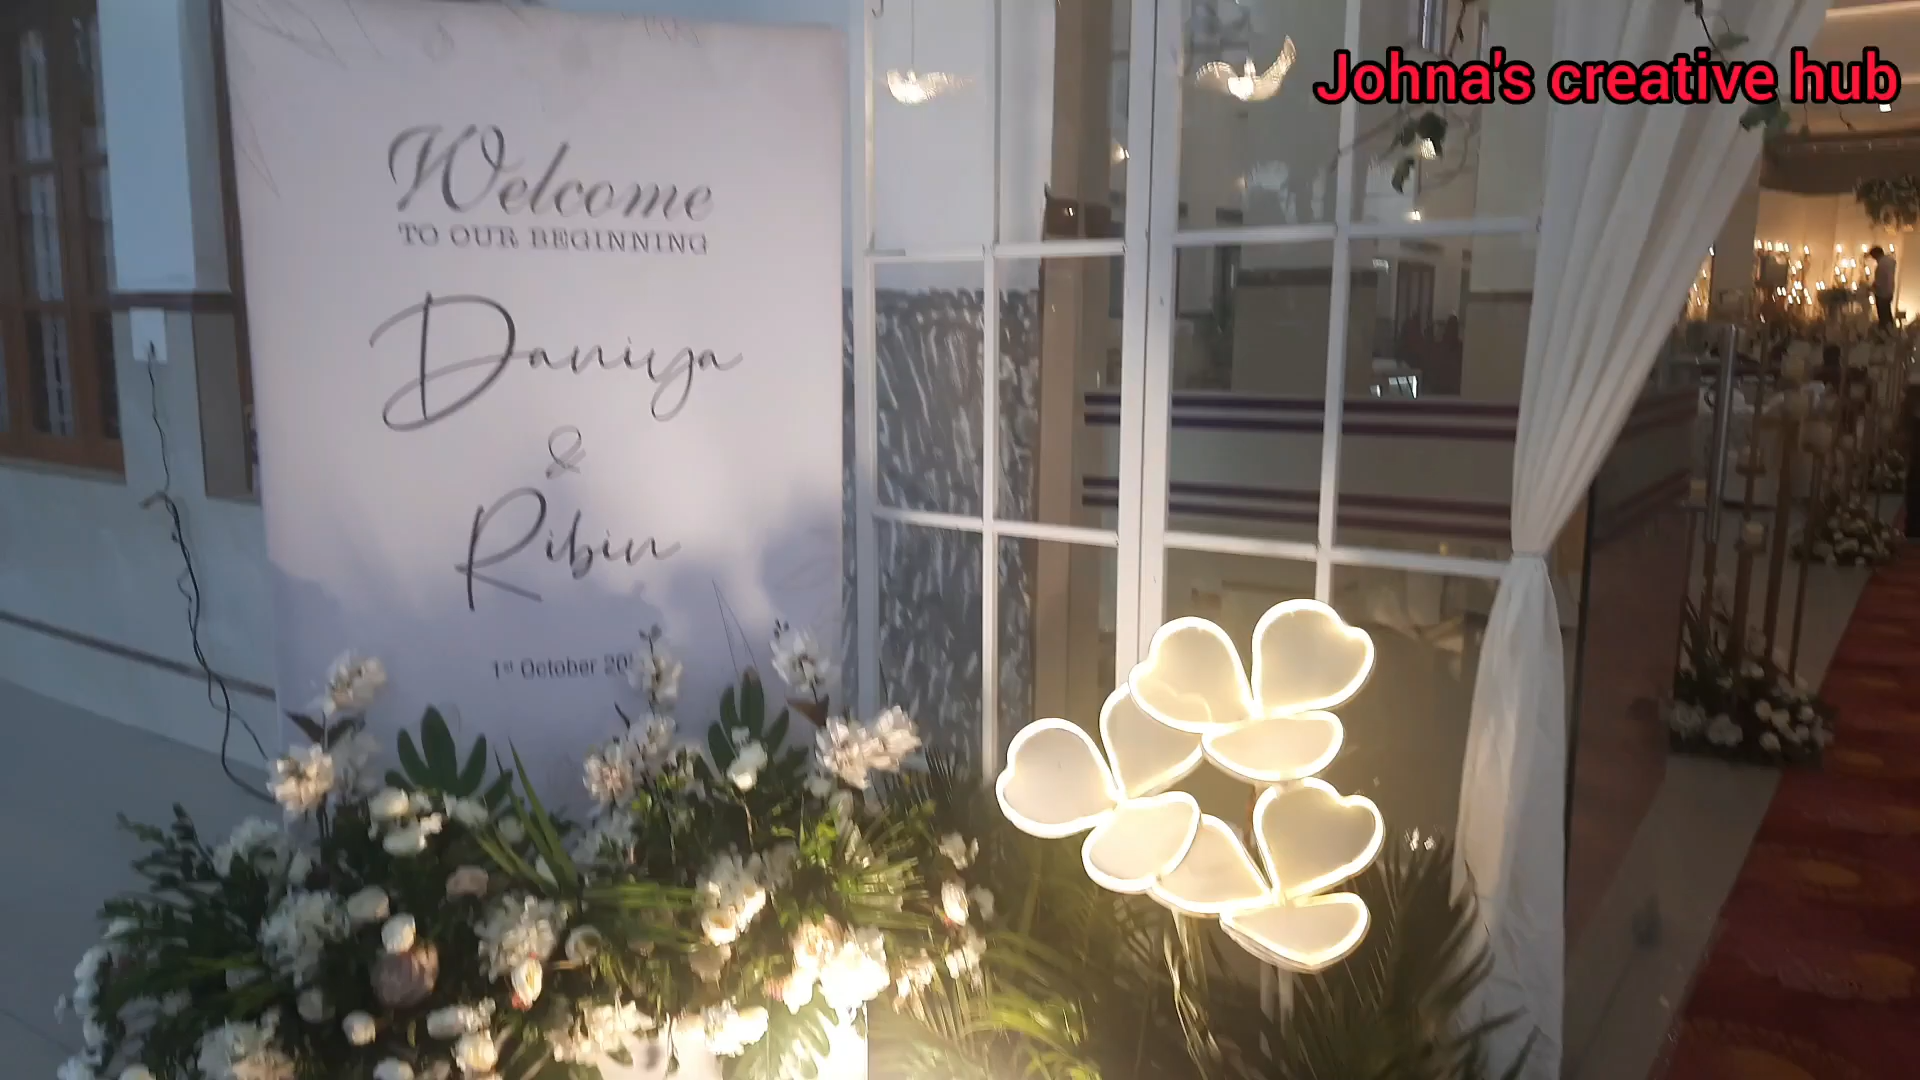 Johna's creative hub
Welcome
TO OUR BEGINNING
Daniya
&
Ribin
1st October